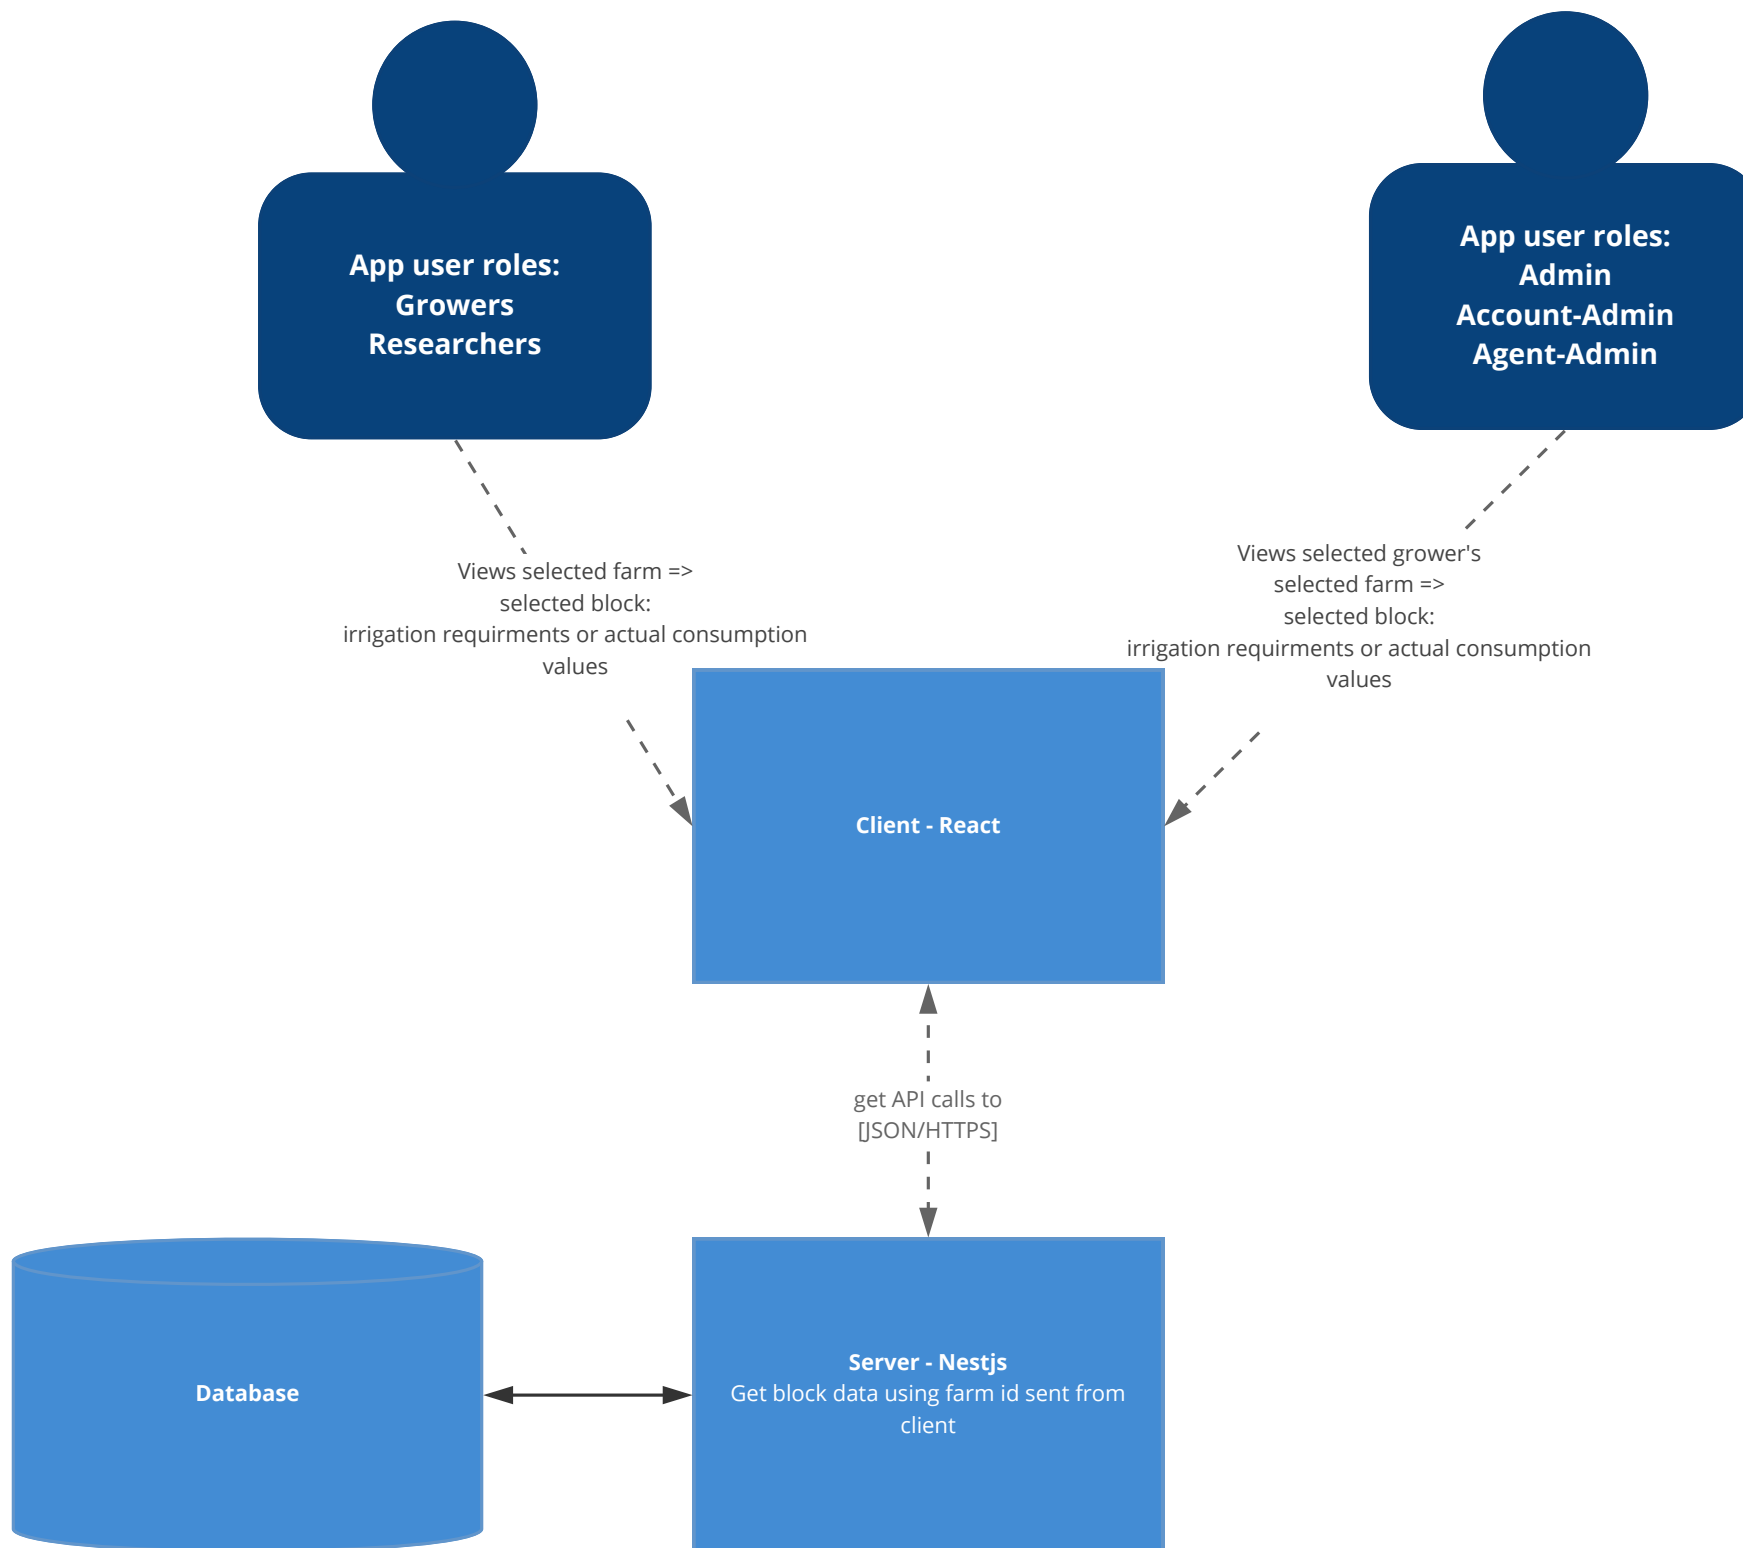 App user roles:
Growers
Researchers
App user roles:
Admin
Account-Admin
Agent-Admin
Views selected farm =>
selected block:
irrigation requirments or actual consumption
values
Views selected grower's
selected farm =>
selected block:
irrigation requirments or actual consumption
values
Client - React
get API calls to
[JSON/HTTPS]
Database
Server - Nestjs
Get block data using farm id sent from
client